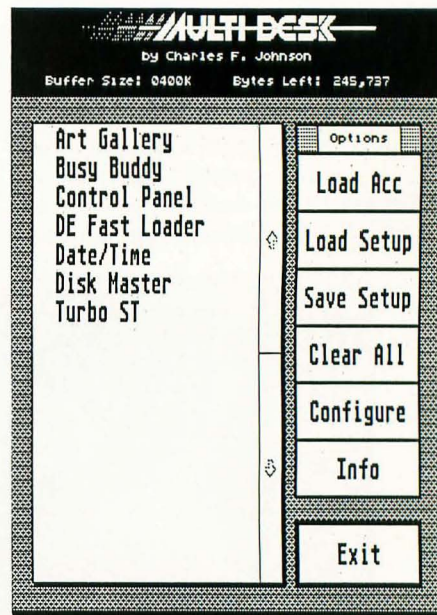 MULTI DESK
by Charles F. Johnson
Buffer Size: 0400K Bytes Left: 245,737
Art Gallery
Busy Buddy
Control Panel
DE Fast Loader
Date/Time
Disk Master
Turbo ST
Options
Load Acc
Load Setup
Save Setup
Clear All
Configure
Info
Exit